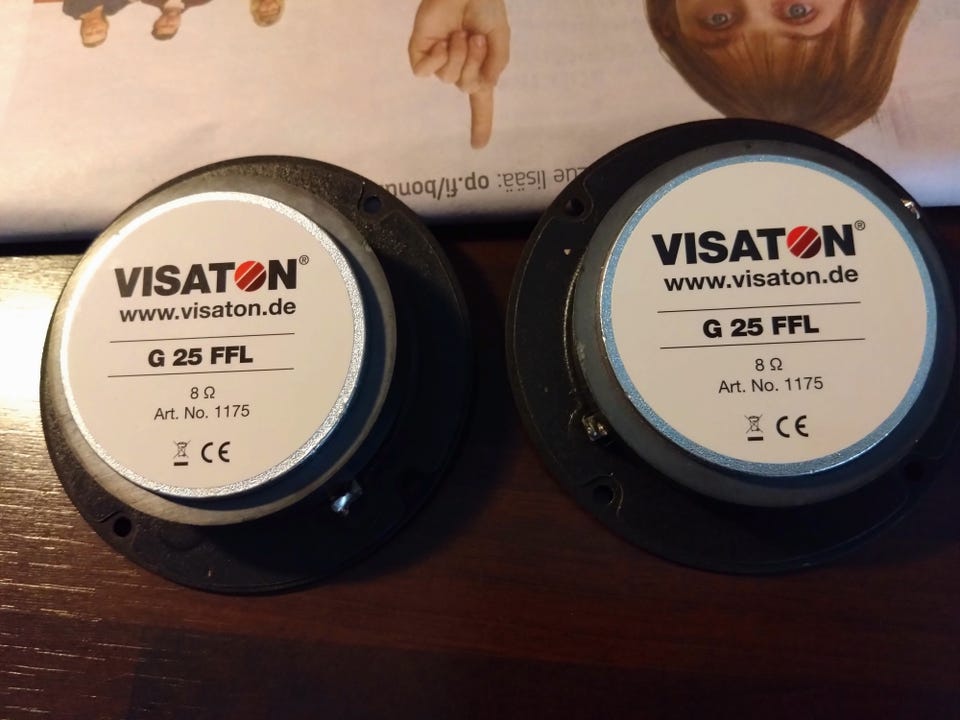 lue lisää: op.fi/bonu
VISATON®
www.visaton.de
G 25 FFL
8 Ω
Art. No. 1175
CE
VISATON®
www.visaton.de
G 25 FFL
8 Ω
Art. No. 1175
CE